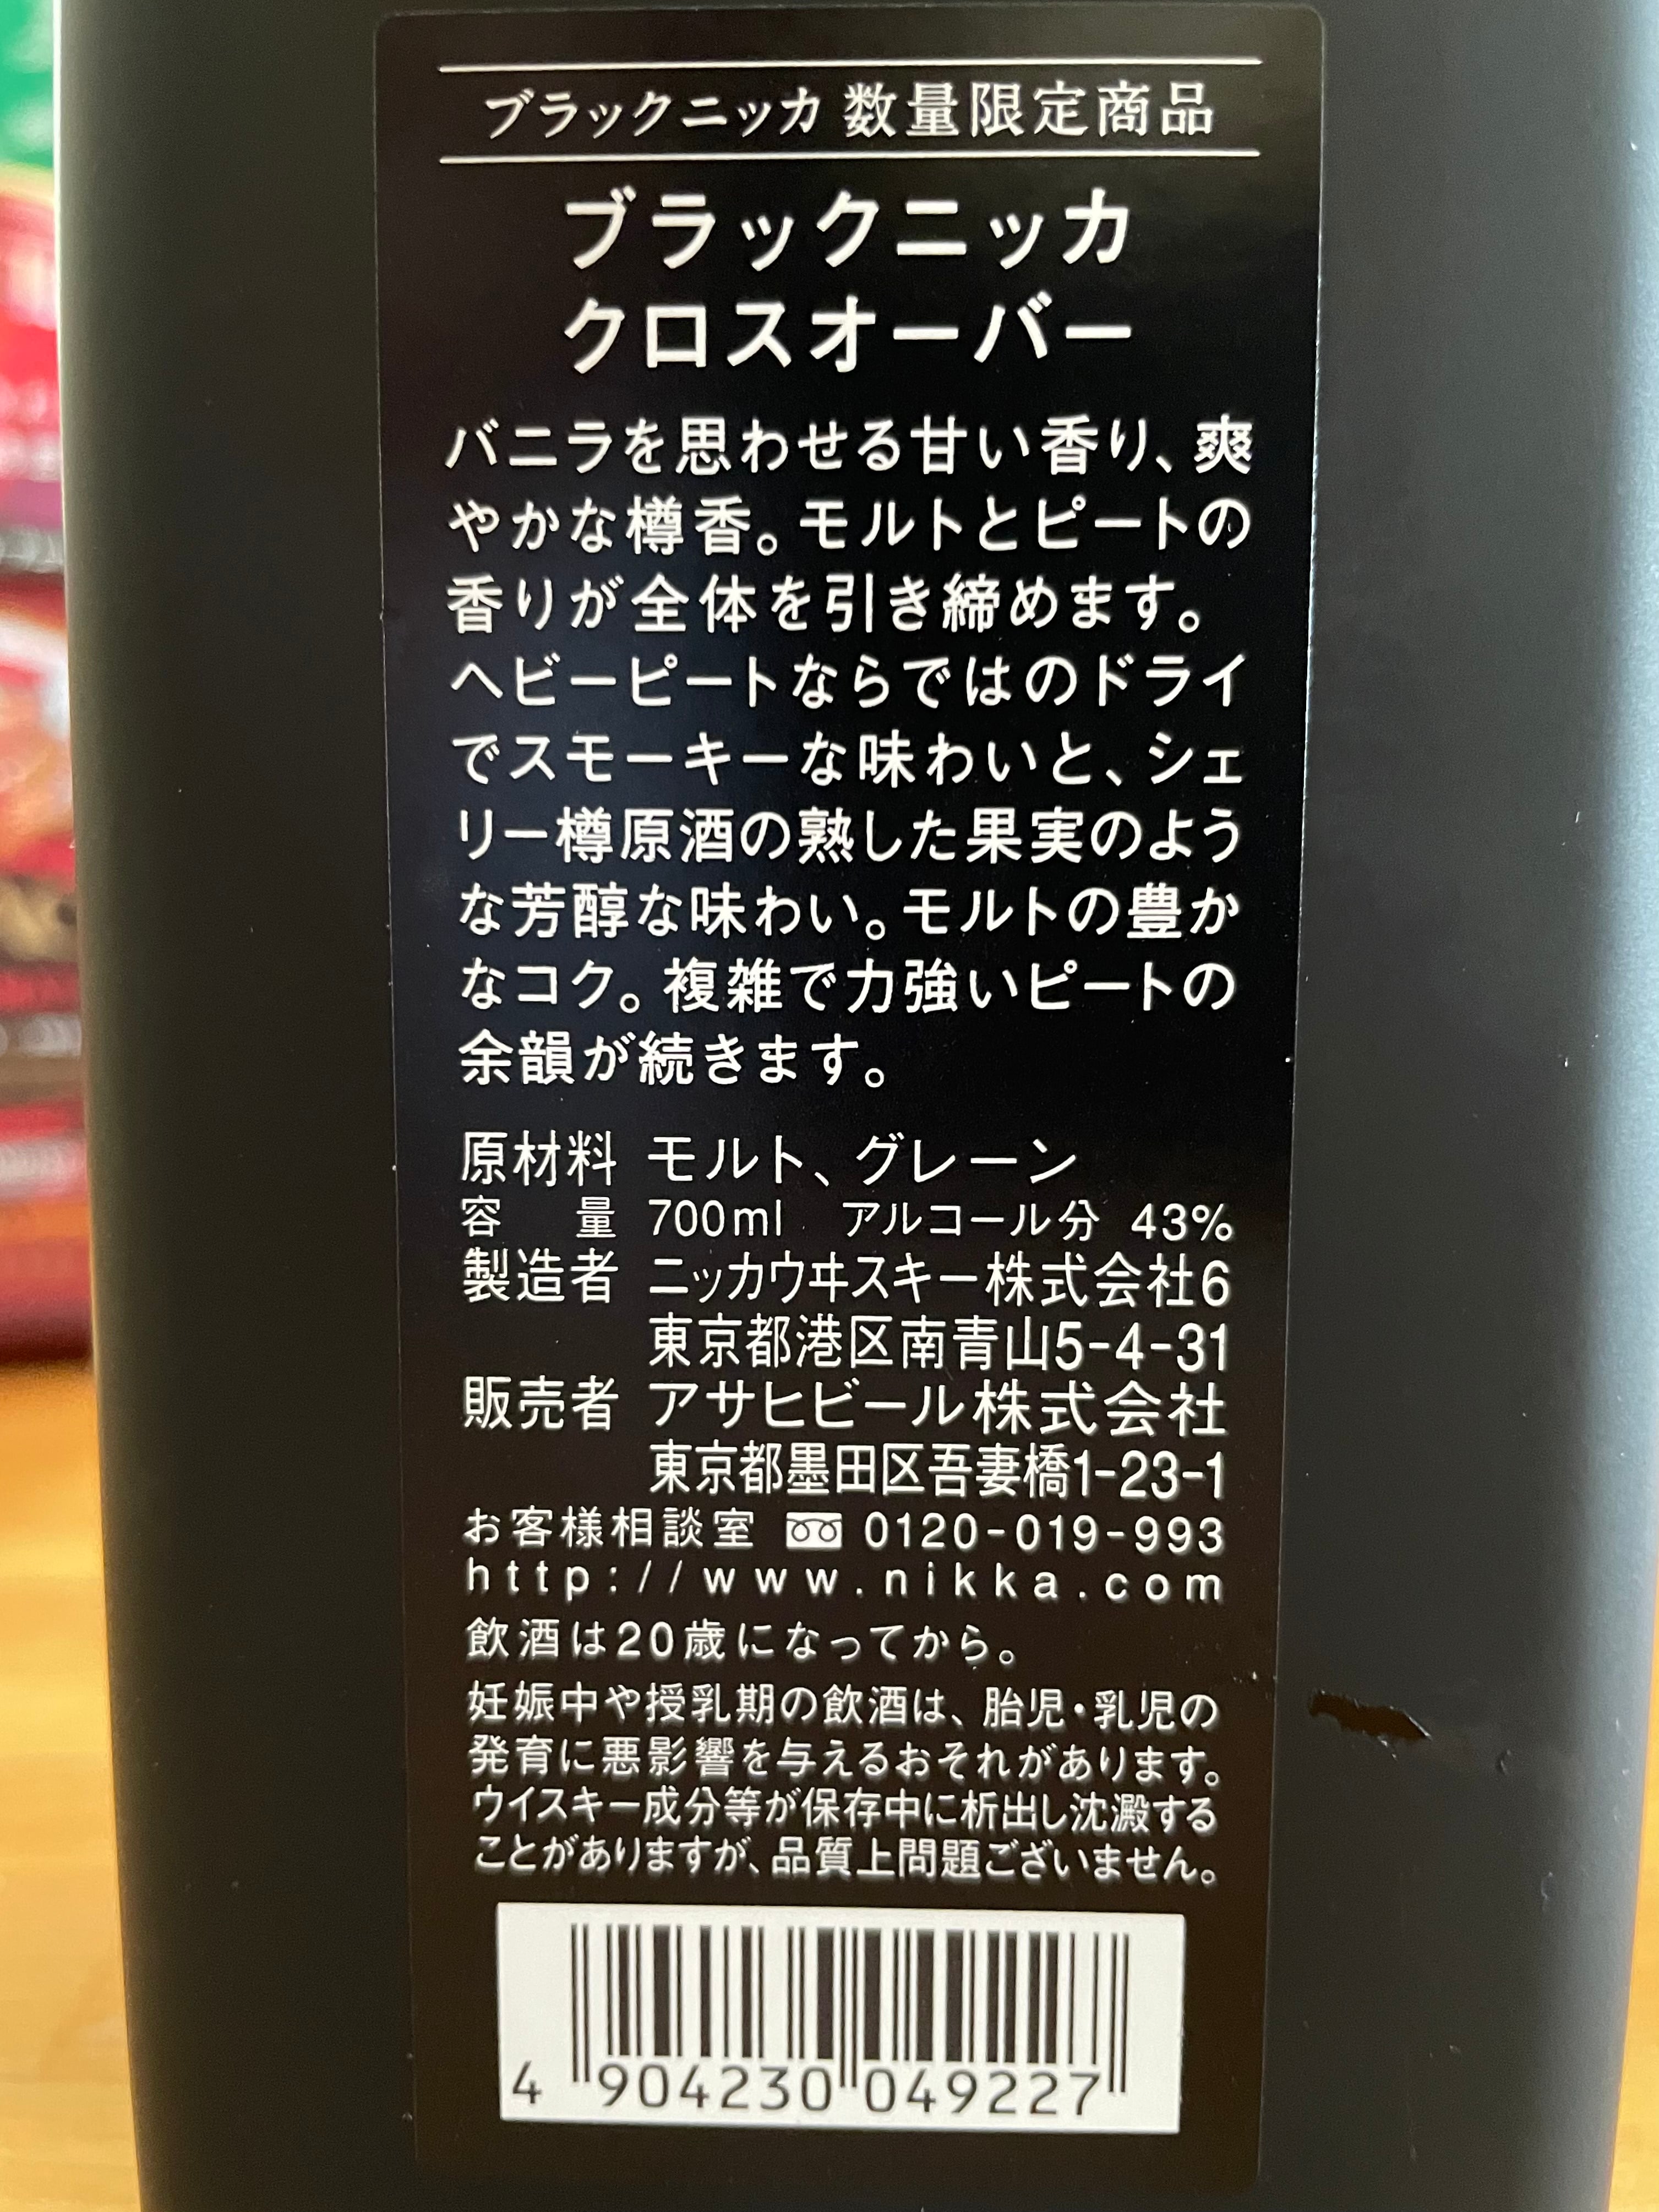 ブラックニッカ 数量限定商品
ブラックニッカ
クロスオーバー
バニラを思わせる甘い香り、爽
やかな樽香。モルトとピートの
香りが全体を引き締めます。
ヘビーピートならではのドライ
でスモーキーな味わいと、シェ
リー樽原酒の熟した果実のよう
な芳醇な味わい。モルトの豊か
なコク。複雑で力強いピートの
余韻が続きます。
原材料 モルト、グレーン
容量 700ml アルコール分 43%
製造者 ニッカウヰスキー株式会社6
東京都港区南青山5-4-31
販売者 アサヒビール株式会社
東京都墨田区吾妻橋1-23-1
お客様相談室 0120-019-993
http://www.nikka.com
飲酒は20歳になってから。
妊娠中や授乳期の飲酒は、胎児・乳児の
発育に悪影響を与えるおそれがあります。
ウイスキー成分等が保存中に析出し沈澱する
ことがありますが、品質上問題ございません。
4 904230 049227